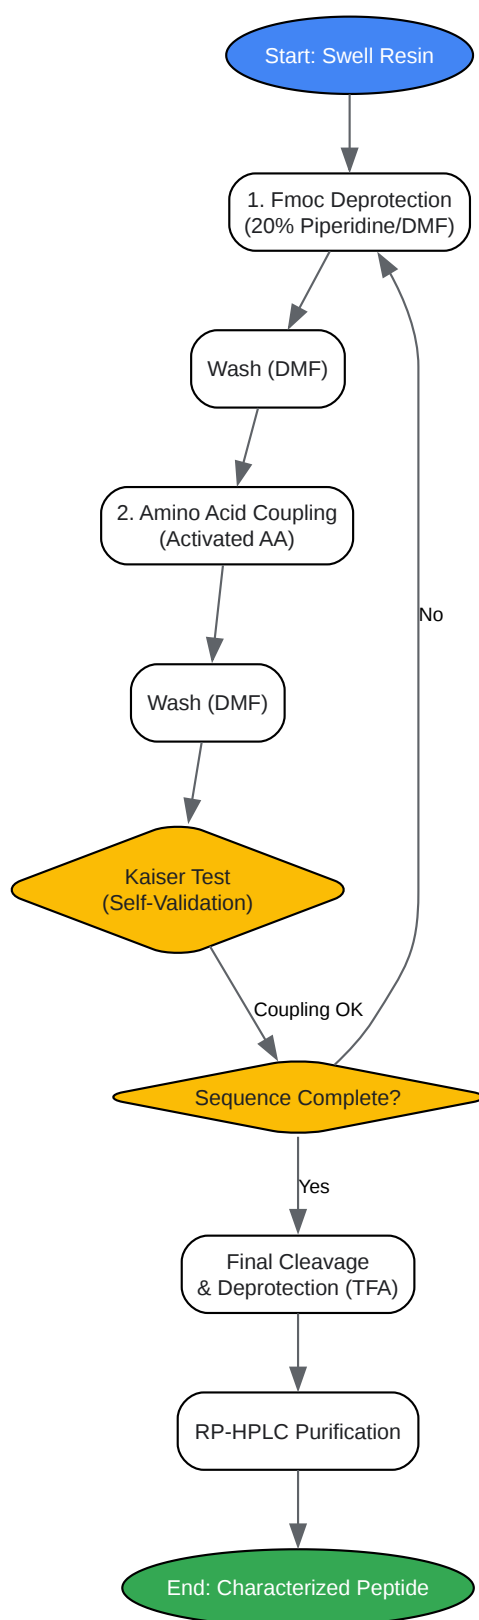 Start: Swell Resin
1. Fmoc Deprotection
(20% Piperidine/DMF)
Wash (DMF)
2. Amino Acid Coupling
(Activated AA)
No
Wash (DMF)
Kaiser Test
(Self-Validation)
Coupling OK
Sequence Complete?
Yes
Final Cleavage
& Deprotection (TFA)
RP-HPLC Purification
End: Characterized Peptide